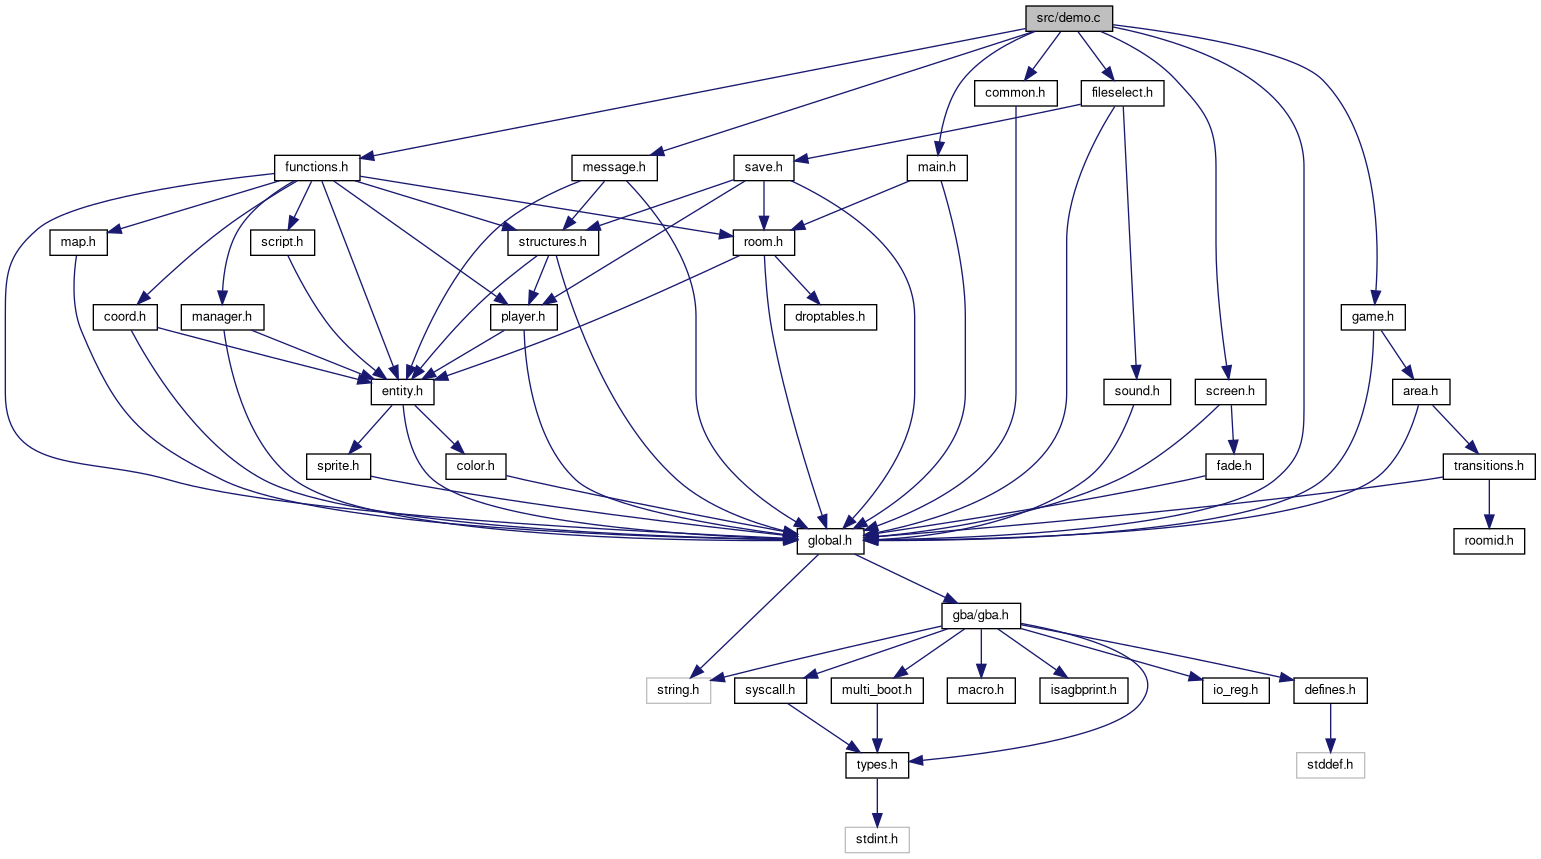 src/demo.c
common.h
fileselect.h
functions.h
message.h
save.h
main.h
map.h
script.h
structures.h
room.h
coord.h
manager.h
player.h
droptables.h
game.h
entity.h
sound.h
screen.h
area.h
sprite.h
color.h
fade.h
transitions.h
global.h
roomid.h
gba/gba.h
string.h
syscall.h
multi_boot.h
macro.h
isagbprint.h
io_reg.h
defines.h
types.h
stddef.h
stdint.h